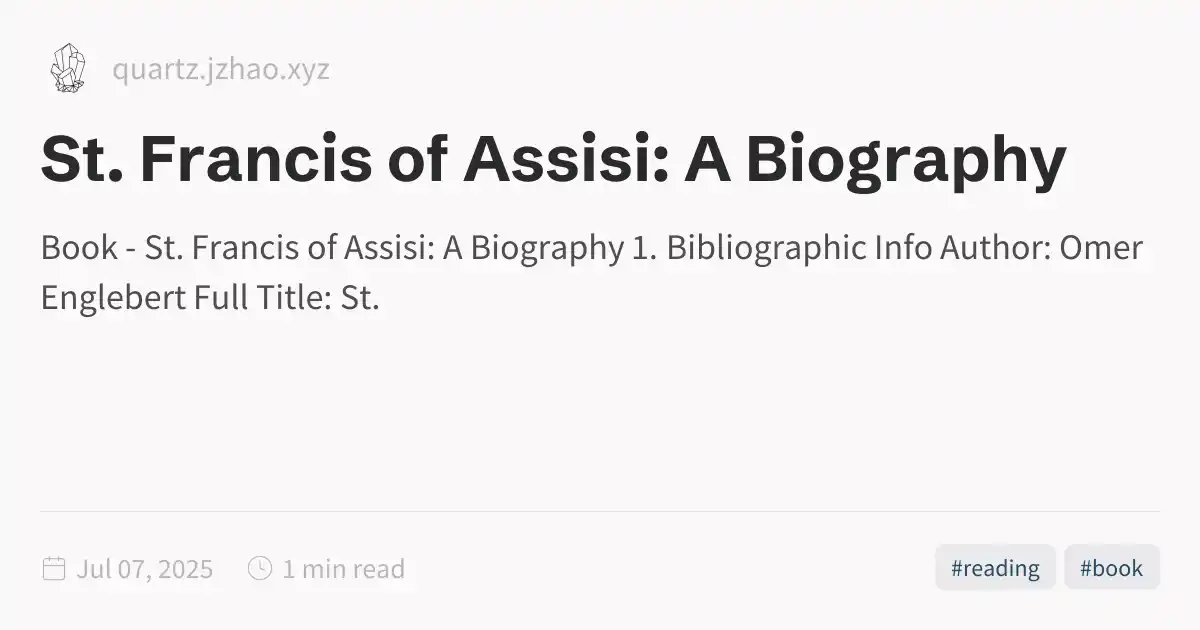 quartz.jzhao.xyz
St. Francis of Assisi: A Biography
Book - St. Francis of Assisi: A Biography 1. Bibliographic Info Author: Omer
Englebert Full Title: St.
Jul 07, 2025
1 min read
#reading
#book